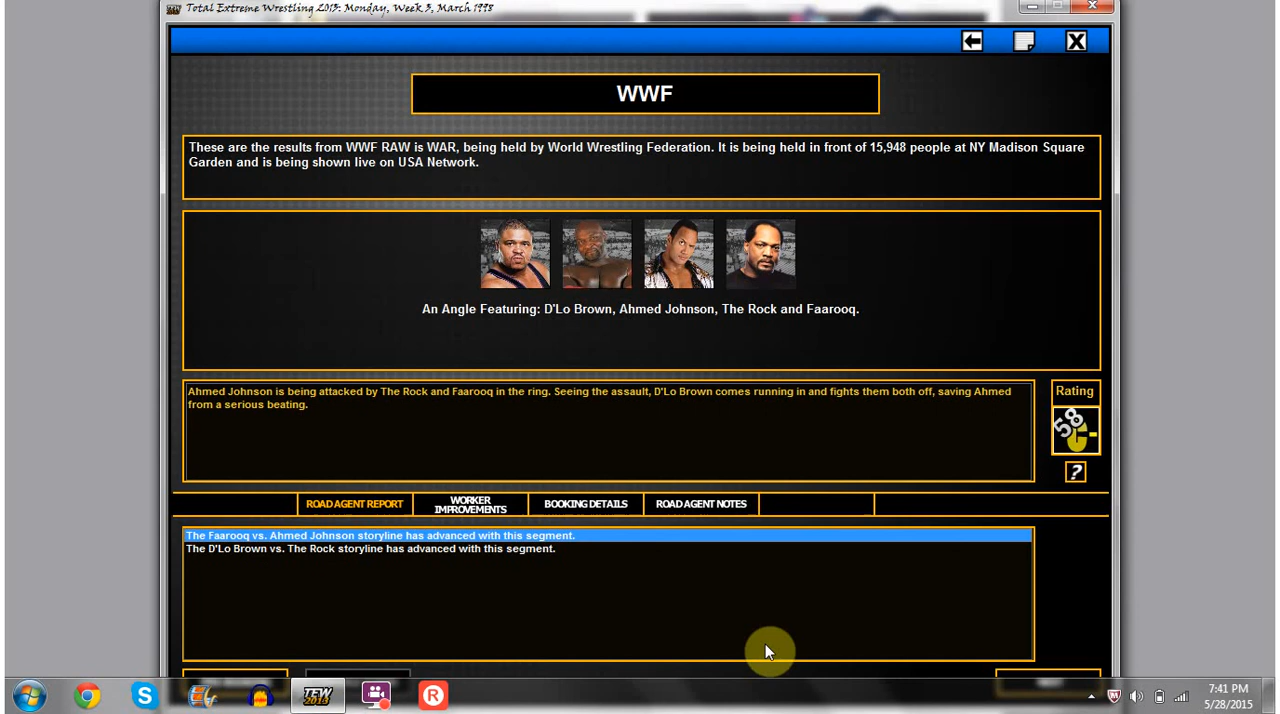 Total Extreme Wrestling 2013: Monday, Week 3, March 1998
WWF
These are the results from WWF RAW is WAR, being held by World Wrestling Federation. It is being held in front of 15,948 people at NY Madison Square
Garden and is being shown live on USA Network.
An Angle Featuring: D'Lo Brown, Ahmed Johnson, The Rock and Faarooq.
Ahmed Johnson is being attacked by The Rock and Faarooq in the ring. Seeing the assault, D'Lo Brown comes running in and fights them both off, saving Ahmed
from a serious beating.
Rating
58
C-
?
ROAD AGENT REPORT
WORKER
IMPROVEMENTS
BOOKING DETAILS
ROAD AGENT NOTES
The Faarooq vs. Ahmed Johnson storyline has advanced with this segment.
The D'Lo Brown vs. The Rock storyline has advanced with this segment.
TEW
2013
7:41 PM
5/28/2015